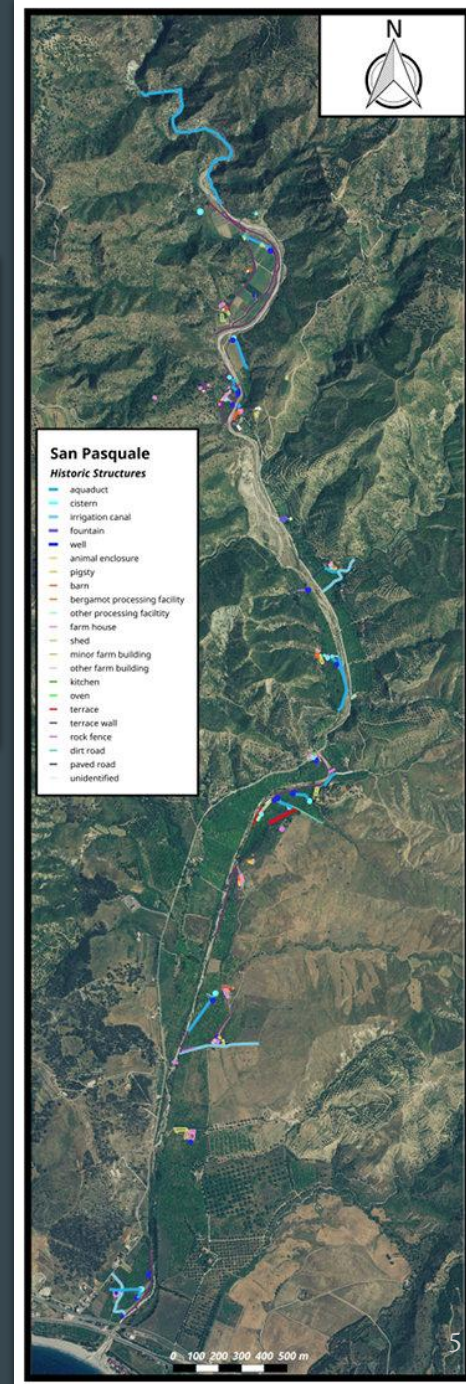 N
San Pasquale
Historic Structures
aquaduct
cistern
irrigation canal
fountain
well
animal enclosure
pigsty
barn
bergamot processing facility
other processing faciltity
farm house
shed
minor farm building
other farm building
kitchen
oven
terrace
terrace wall
rock fence
dirt road
paved road
unidentified
0 100 200 300 400 500 m
5